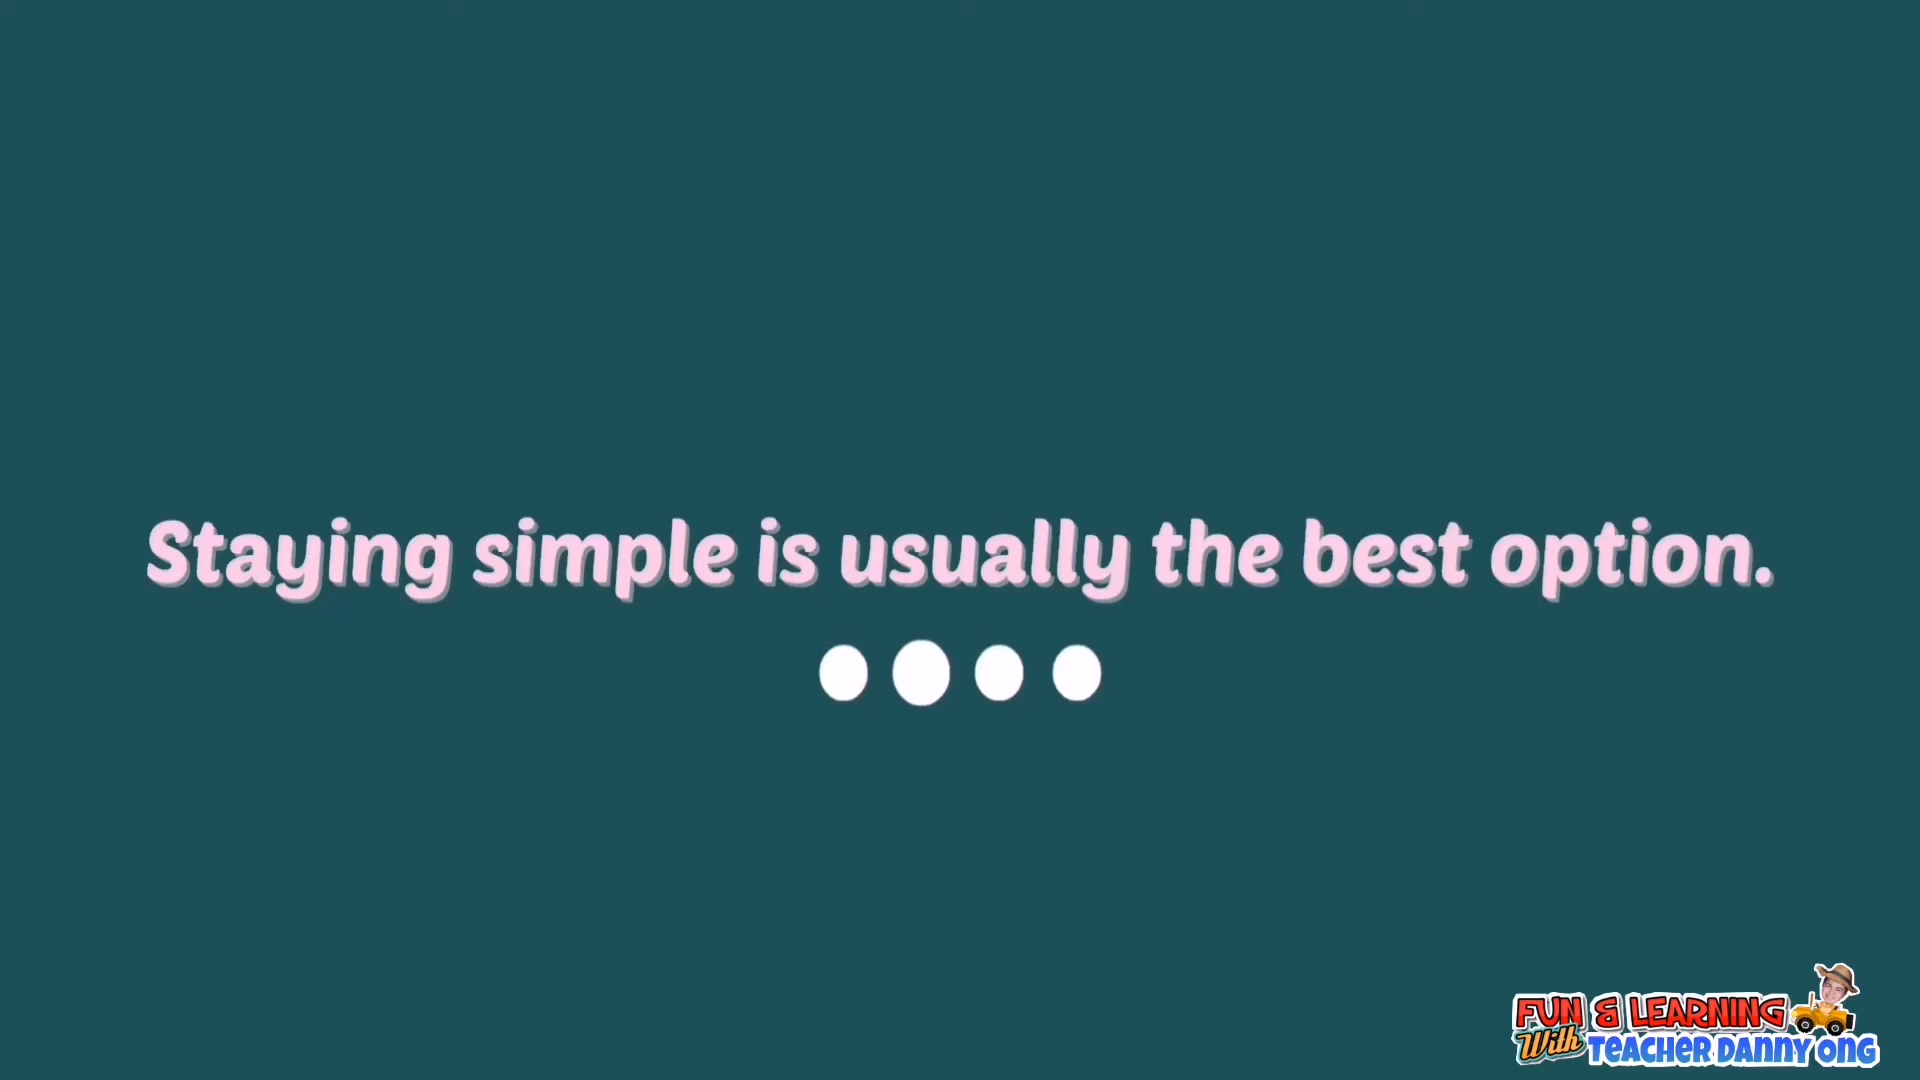 Staying simple is usually the best option.
FUN & LEARNING
With TEACHER DANNY ONG